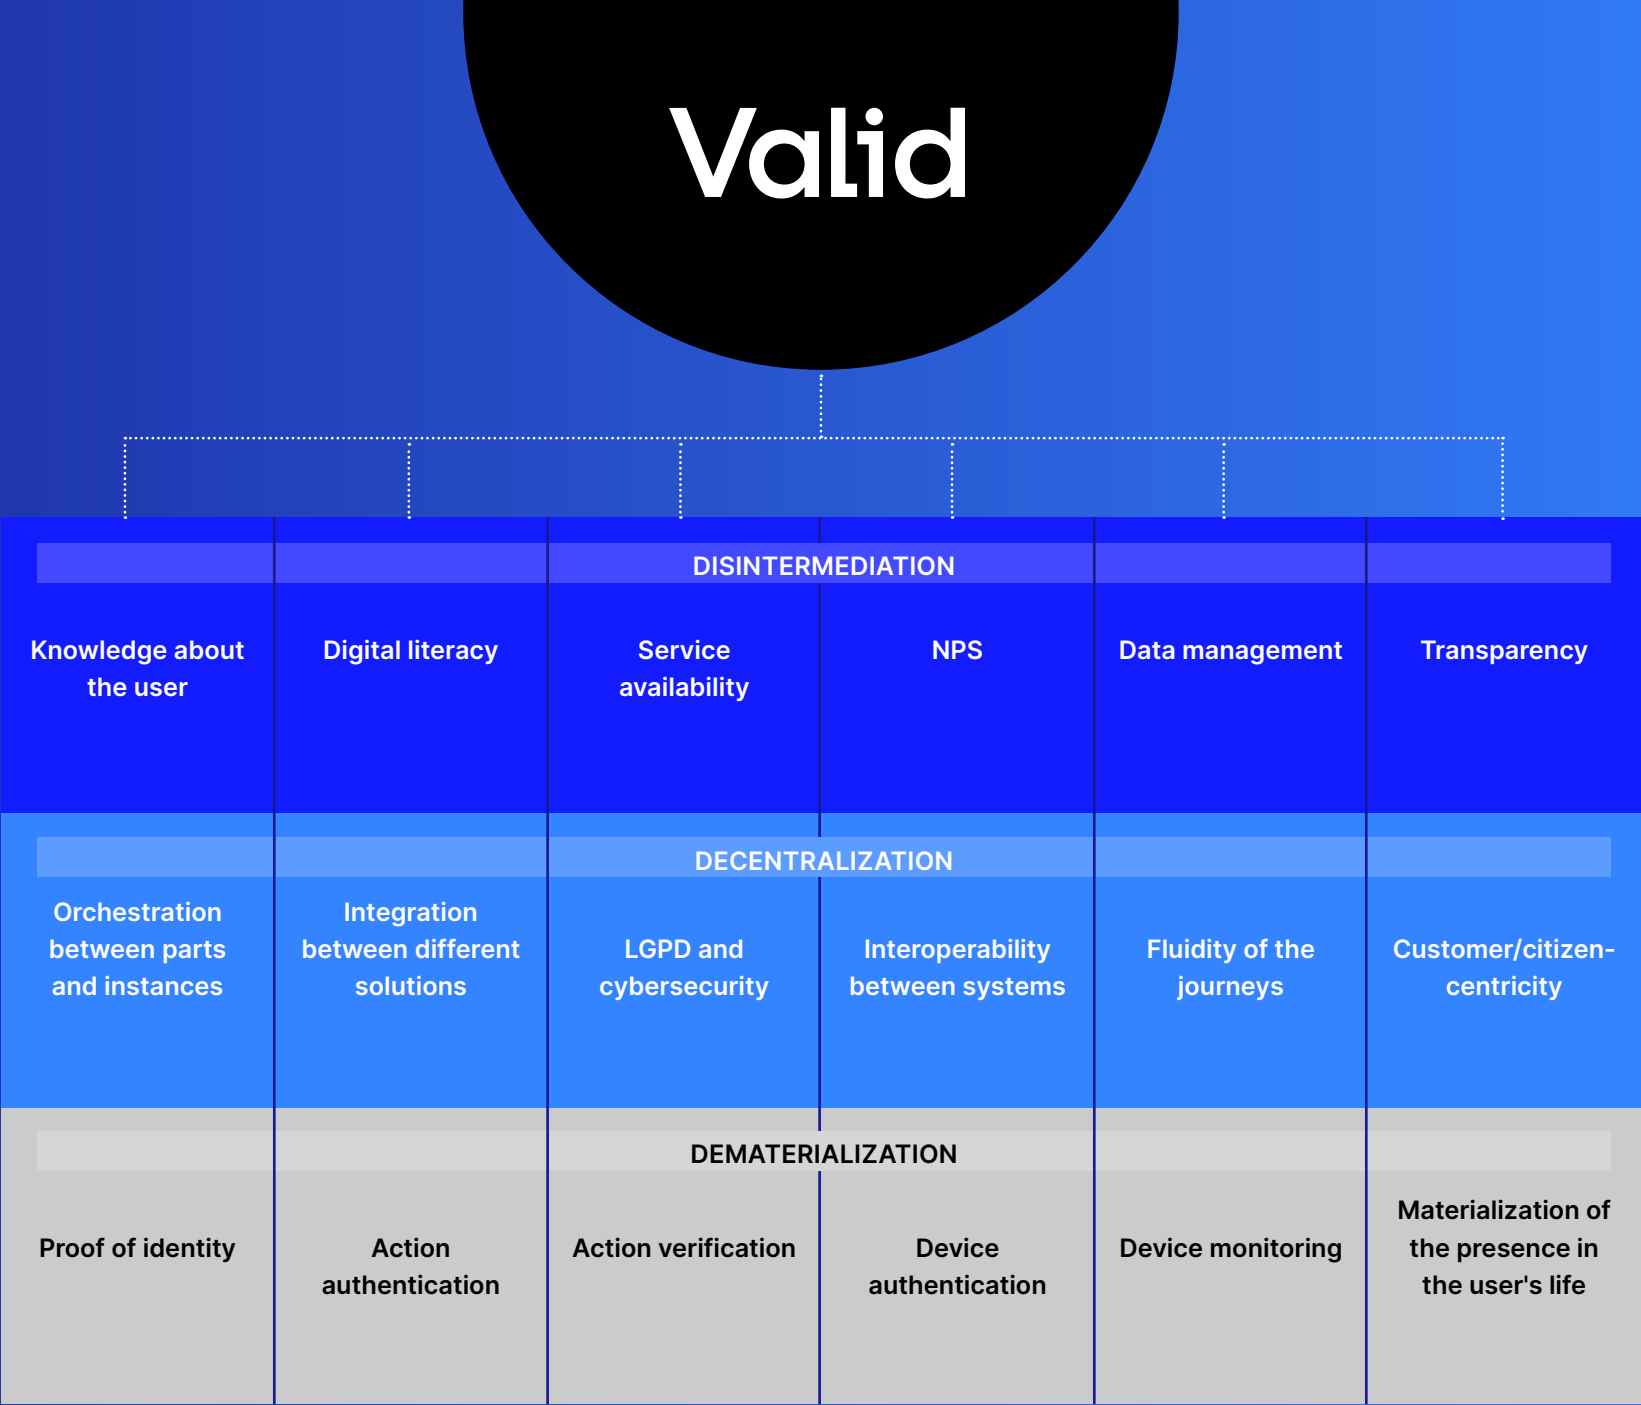 Valid
DISINTERMEDIATION
Knowledge about
the user
Digital literacy
Service
availability
NPS
Data management
Transparency
DECENTRALIZATION
Orchestration
between parts
and instances
Integration
between different
solutions
LGPD and
cybersecurity
Interoperability
between systems
Fluidity of the
journeys
Customer/citizen-
centricity
DEMATERIALIZATION
Proof of identity
Action
authentication
Action verification
Device
authentication
Device monitoring
Materialization of
the presence in
the user's life